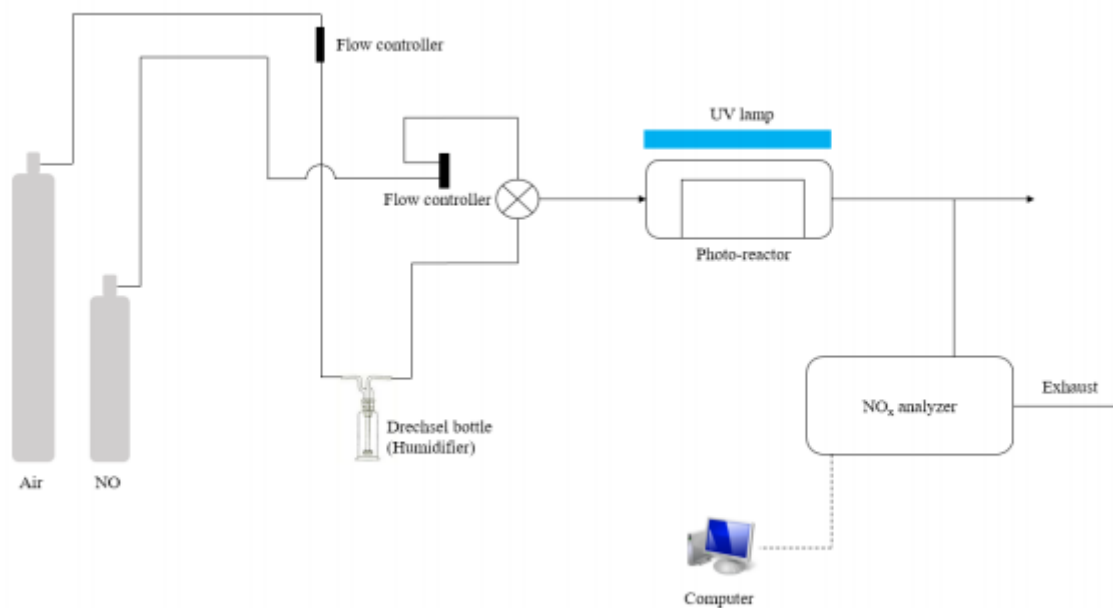 Flow controller
UV lamp
Flow controller
Photo-reactor
Exhaust
NOx analyzer
Drechsel bottle
(Humidifier)
Air
NO
Computer